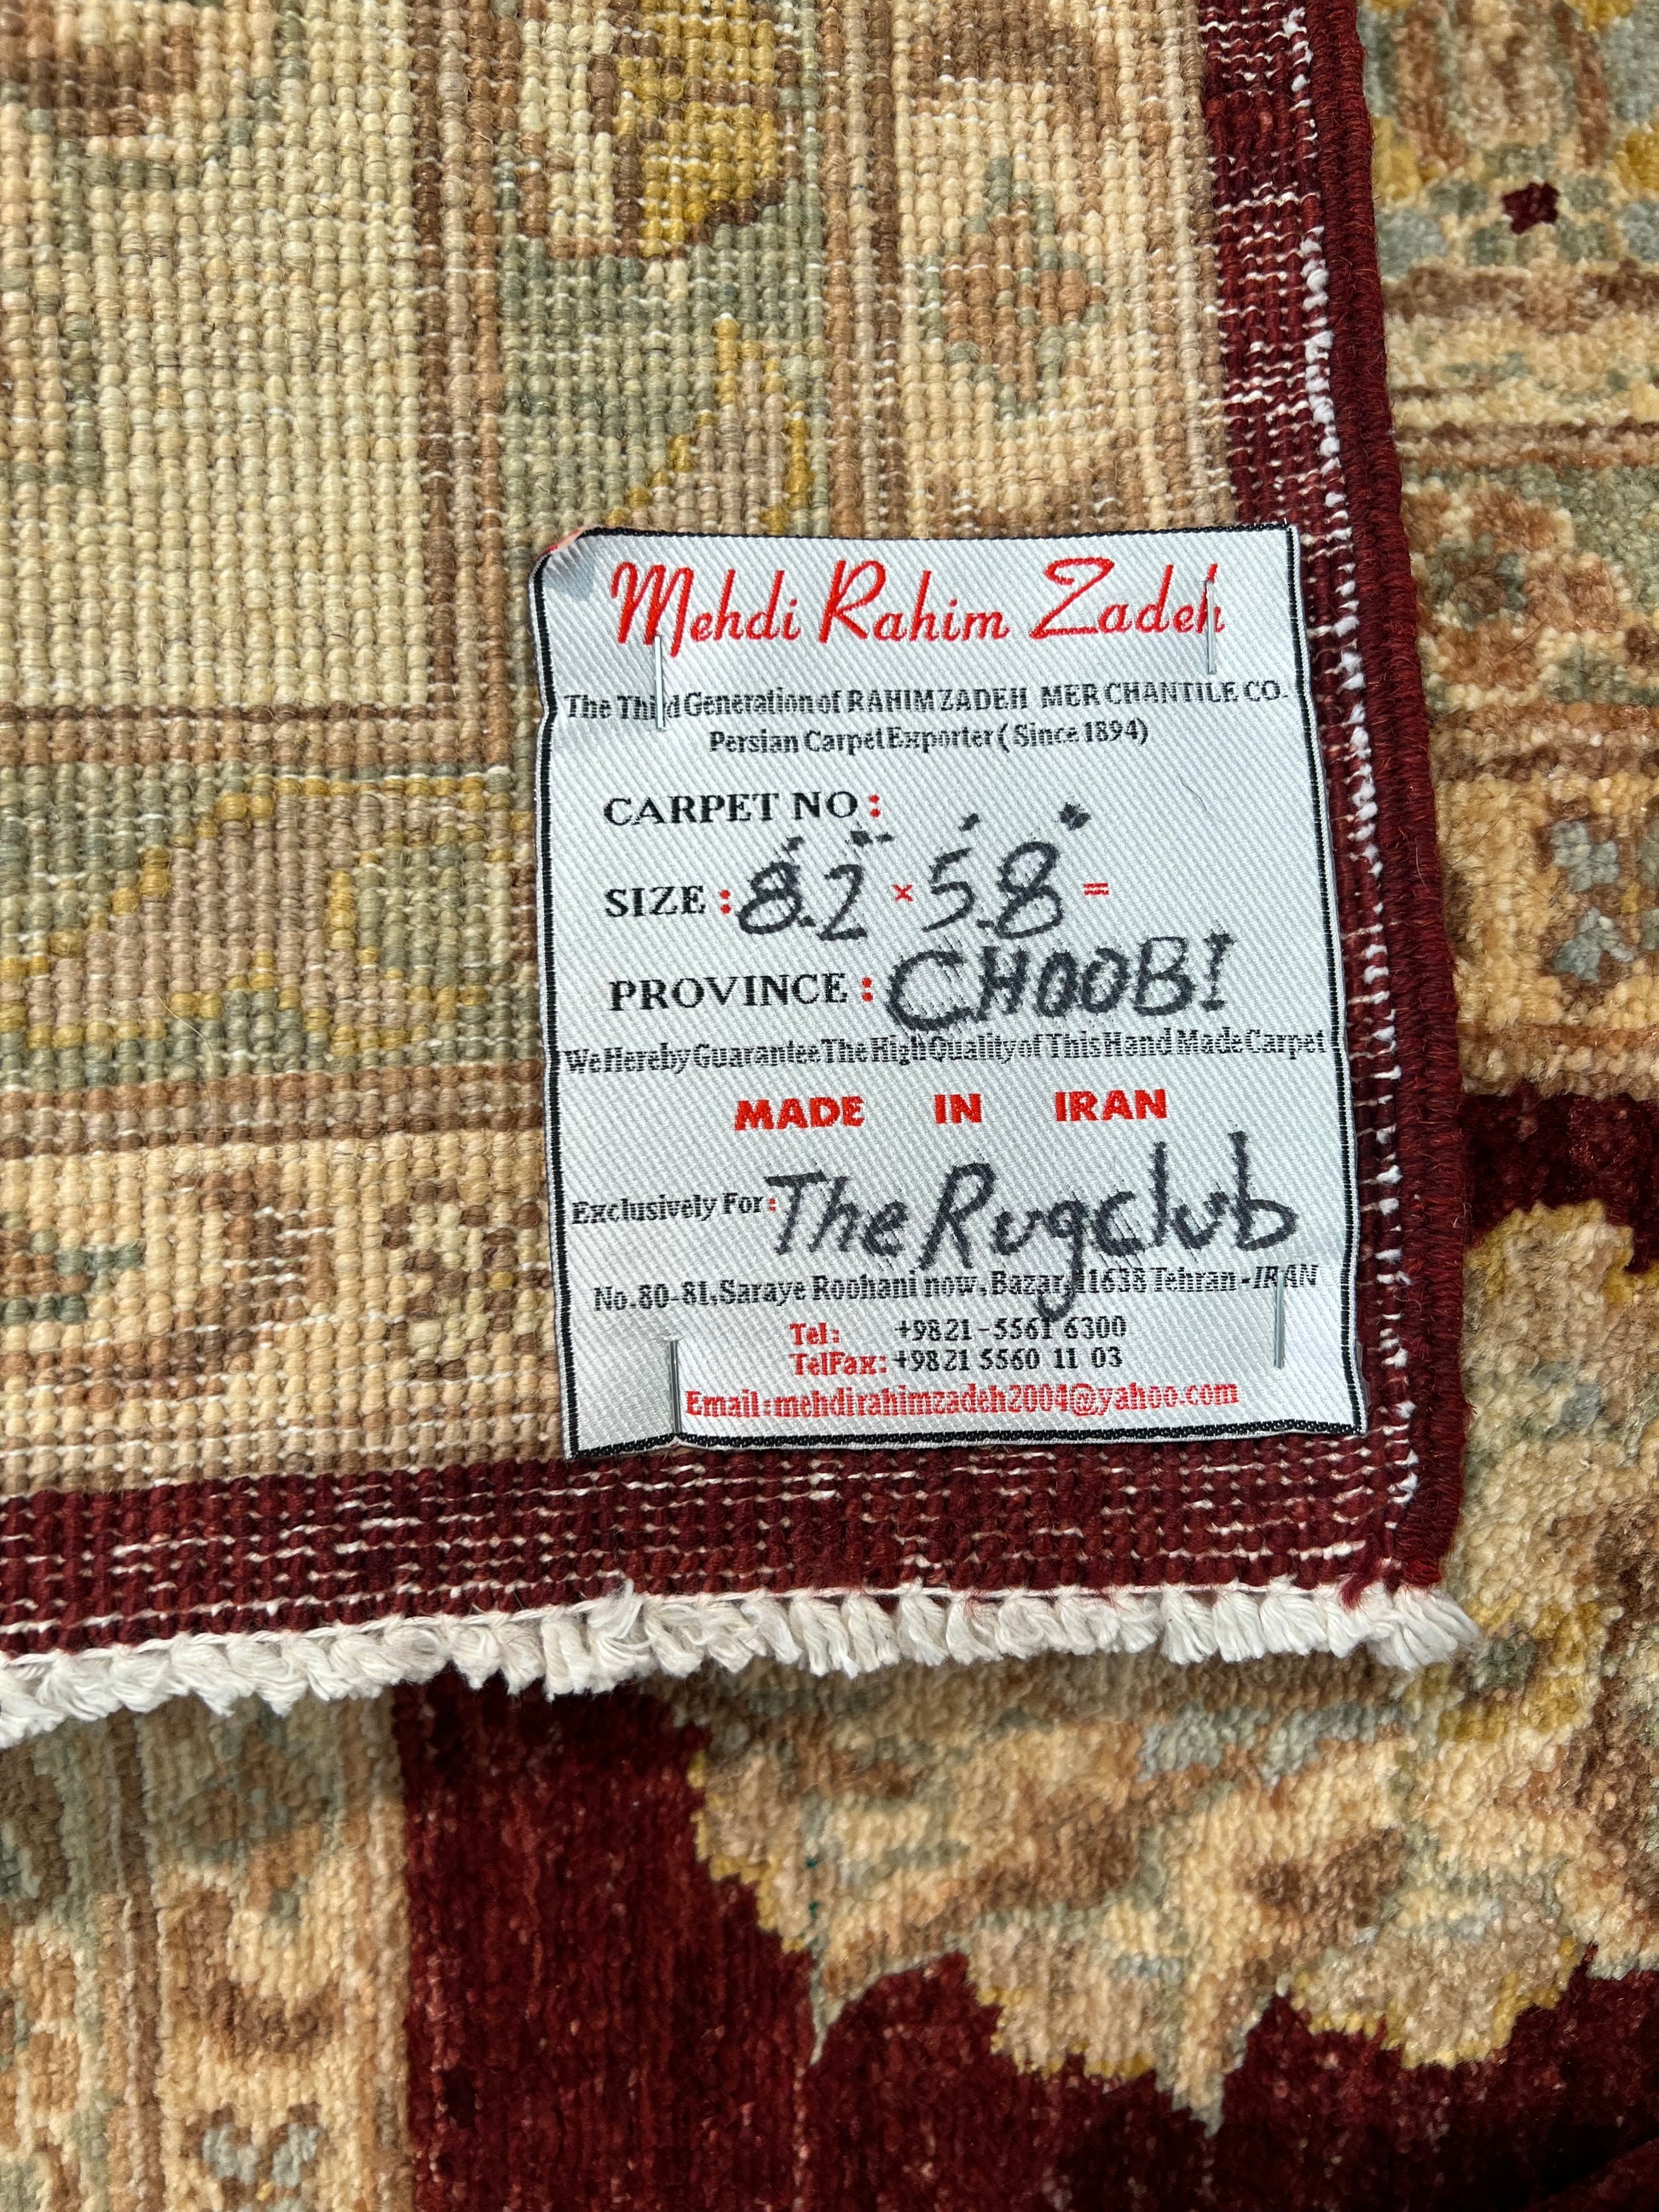 Mehdi Rahim Zadeh
The Third Generation of RAHIMZADEH MERCHANTILE CO.
Persian Carpet Exporter ( Since 1894)
CARPET NO :
SIZE : 8.'2" × 5.'8" =
PROVINCE : CHOOBI
We Hereby Guarantee The High Quality of This Hand Made Carpet
MADE IN IRAN
Exclusively For : The Rugclub
No. 80-81, Saraye Roohani now, Bazar, 11638 Tehran - IRAN
Tel: +9821-5561 6300
TelFax: +9821 5560 11 03
Email: mehdirahimzadeh2004@yahoo.com